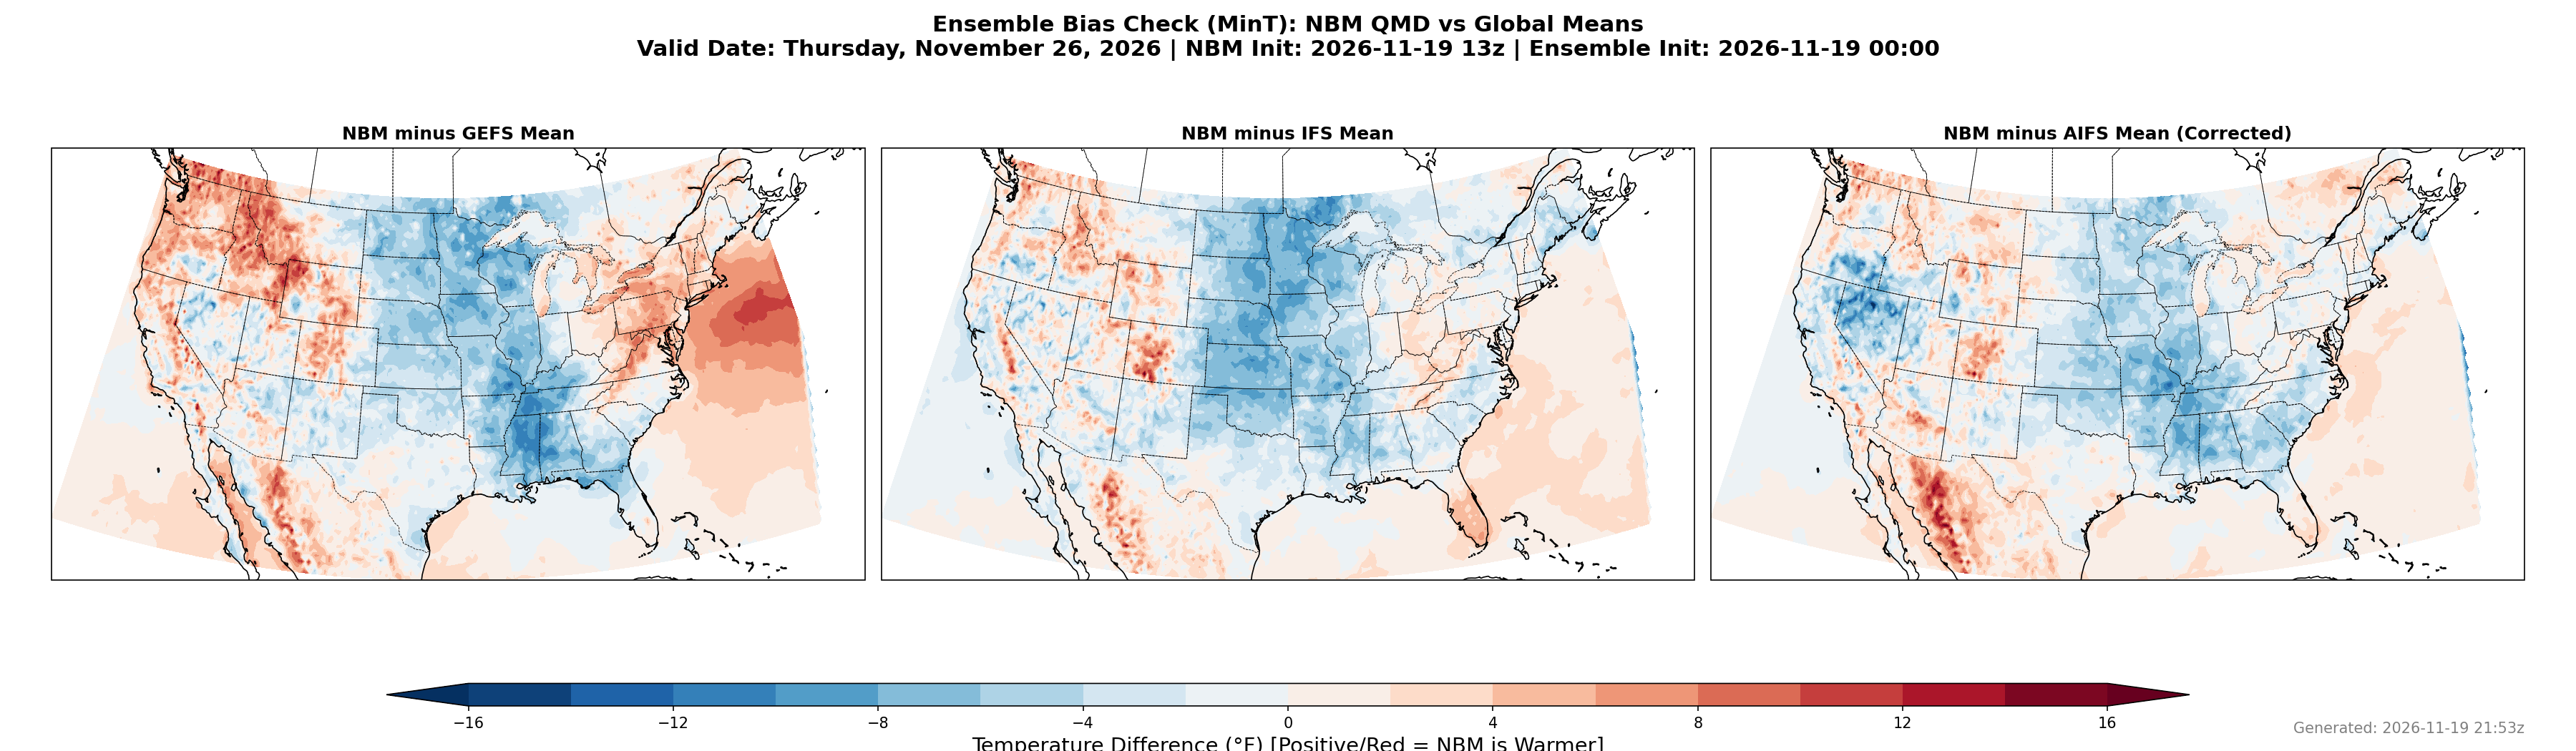 Ensemble Bias Check (MinT): NBM QMD vs Global Means
Valid Date: Thursday, November 26, 2026 | NBM Init: 2026-11-19 13z | Ensemble Init: 2026-11-19 00:00
NBM minus GEFS Mean
NBM minus IFS Mean
NBM minus AIFS Mean (Corrected)
−16 −12 −8 −4 0 4 8 12 16
Generated: 2026-11-19 21:53z
Temperature Difference (°F) [Positive/Red = NBM is Warmer]